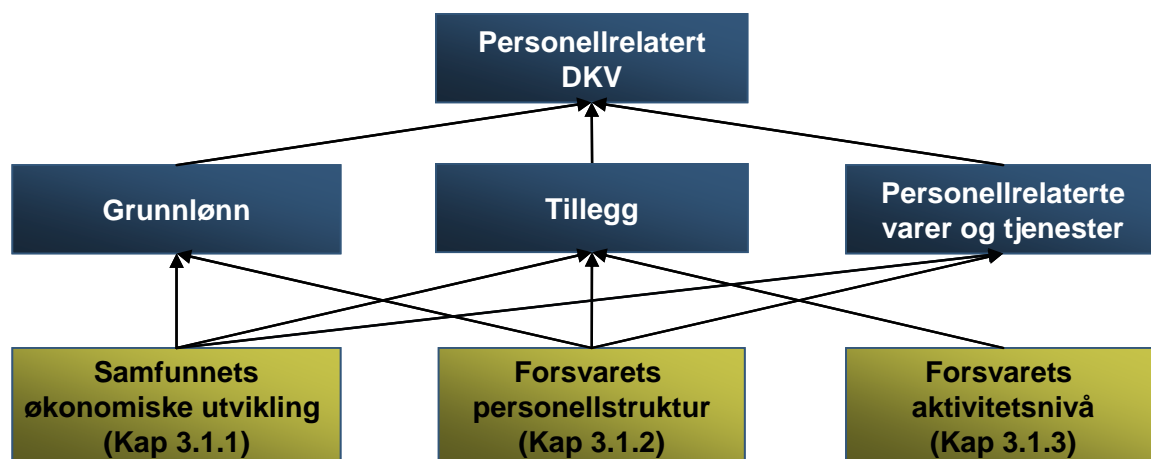 Personellrelatert
DKV
Grunnlønn
Tillegg
Personellrelaterte
varer og tjenester
Samfunnets
økonomiske utvikling
(Kap 3.1.1)
Forsvarets
personellstruktur
(Kap 3.1.2)
Forsvarets
aktivitetsnivå
(Kap 3.1.3)